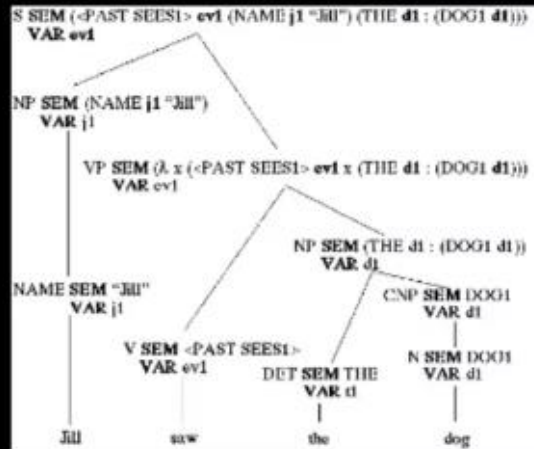 S SEM (<PAST SEES1> ev1 (NAME j1 "Jill") (THE d1 : (DOG1 d1)))
VAR ev1
NP SEM (NAME j1 "Jill")
VAR j1
VP SEM (λ x (<PAST SEES1> ev1 x (THE d1 : (DOG1 d1)))
VAR ev1
NP SEM (THE d1 : (DOG1 d1))
VAR d1
NAME SEM "Jill"
VAR j1
CNP SEM DOG1
VAR d1
V SEM <PAST SEES1>
VAR ev1
N SEM DOG1
VAR d1
DET SEM THE
VAR t1
Jill saw the dog